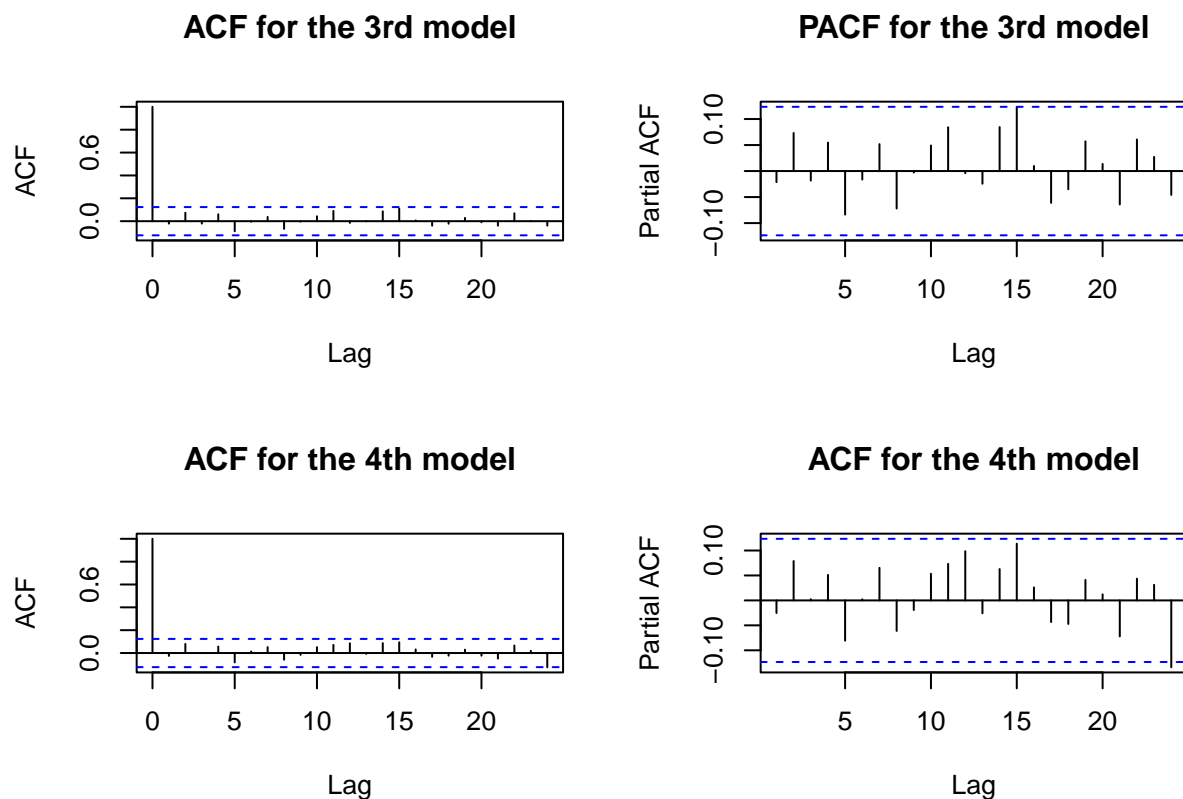 ACF for the 3rd model
ACF
0.0 0.6
0 5 10 15 20
Lag
PACF for the 3rd model
Partial ACF
−0.10 0.10
5 10 15 20
Lag
ACF for the 4th model
ACF
0.0 0.6
0 5 10 15 20
Lag
ACF for the 4th model
Partial ACF
−0.10 0.10
5 10 15 20
Lag